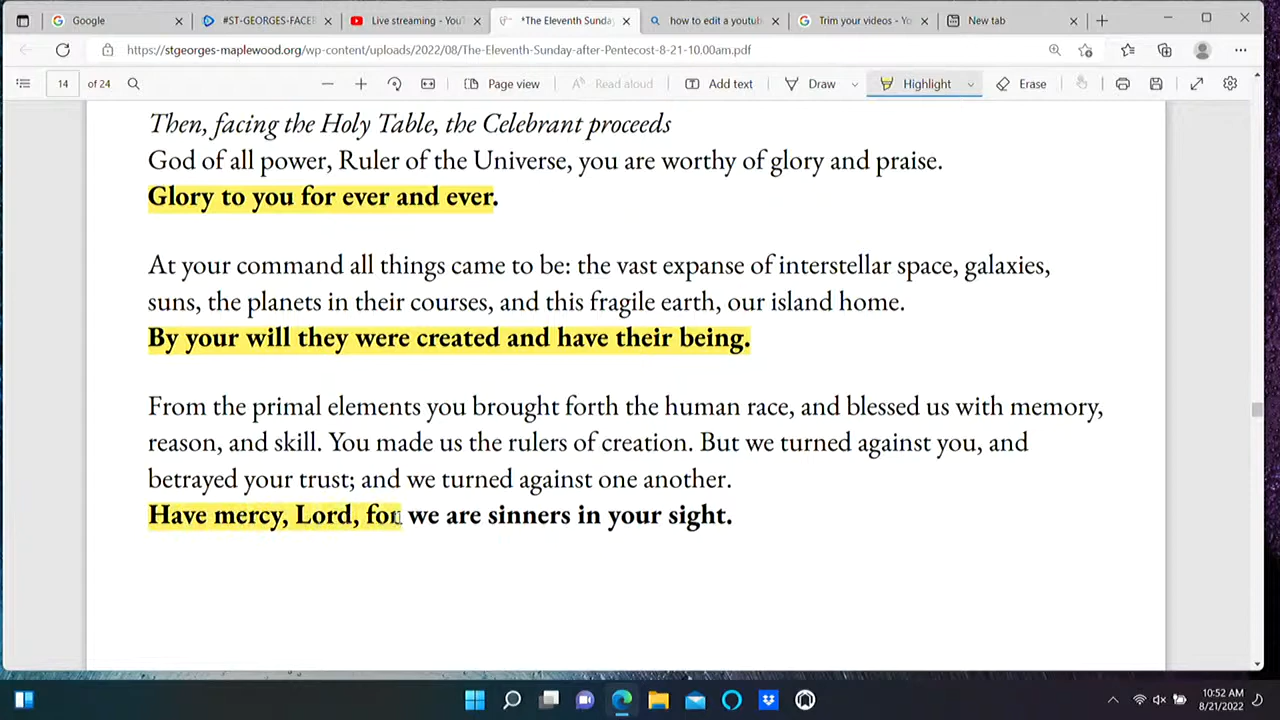 Google
#ST-GEORGES-FACEB
Live streaming - You
*The Eleventh Sunda
how to edit a youtub
Trim your videos - Yo
New tab
https://stgeorges-maplewood.org/wp-content/uploads/2022/08/The-Eleventh-Sunday-after-Pentecost-8-21-10.00am.pdf
14 of 24
Page view
Read aloud
Add text
Draw
Highlight
Erase
Then, facing the Holy Table, the Celebrant proceeds
God of all power, Ruler of the Universe, you are worthy of glory and praise.
Glory to you for ever and ever.
At your command all things came to be: the vast expanse of interstellar space, galaxies,
suns, the planets in their courses, and this fragile earth, our island home.
By your will they were created and have their being.
From the primal elements you brought forth the human race, and blessed us with memory,
reason, and skill. You made us the rulers of creation. But we turned against you, and
betrayed your trust; and we turned against one another.
Have mercy, Lord, for we are sinners in your sight.
10:52 AM
8/21/2022